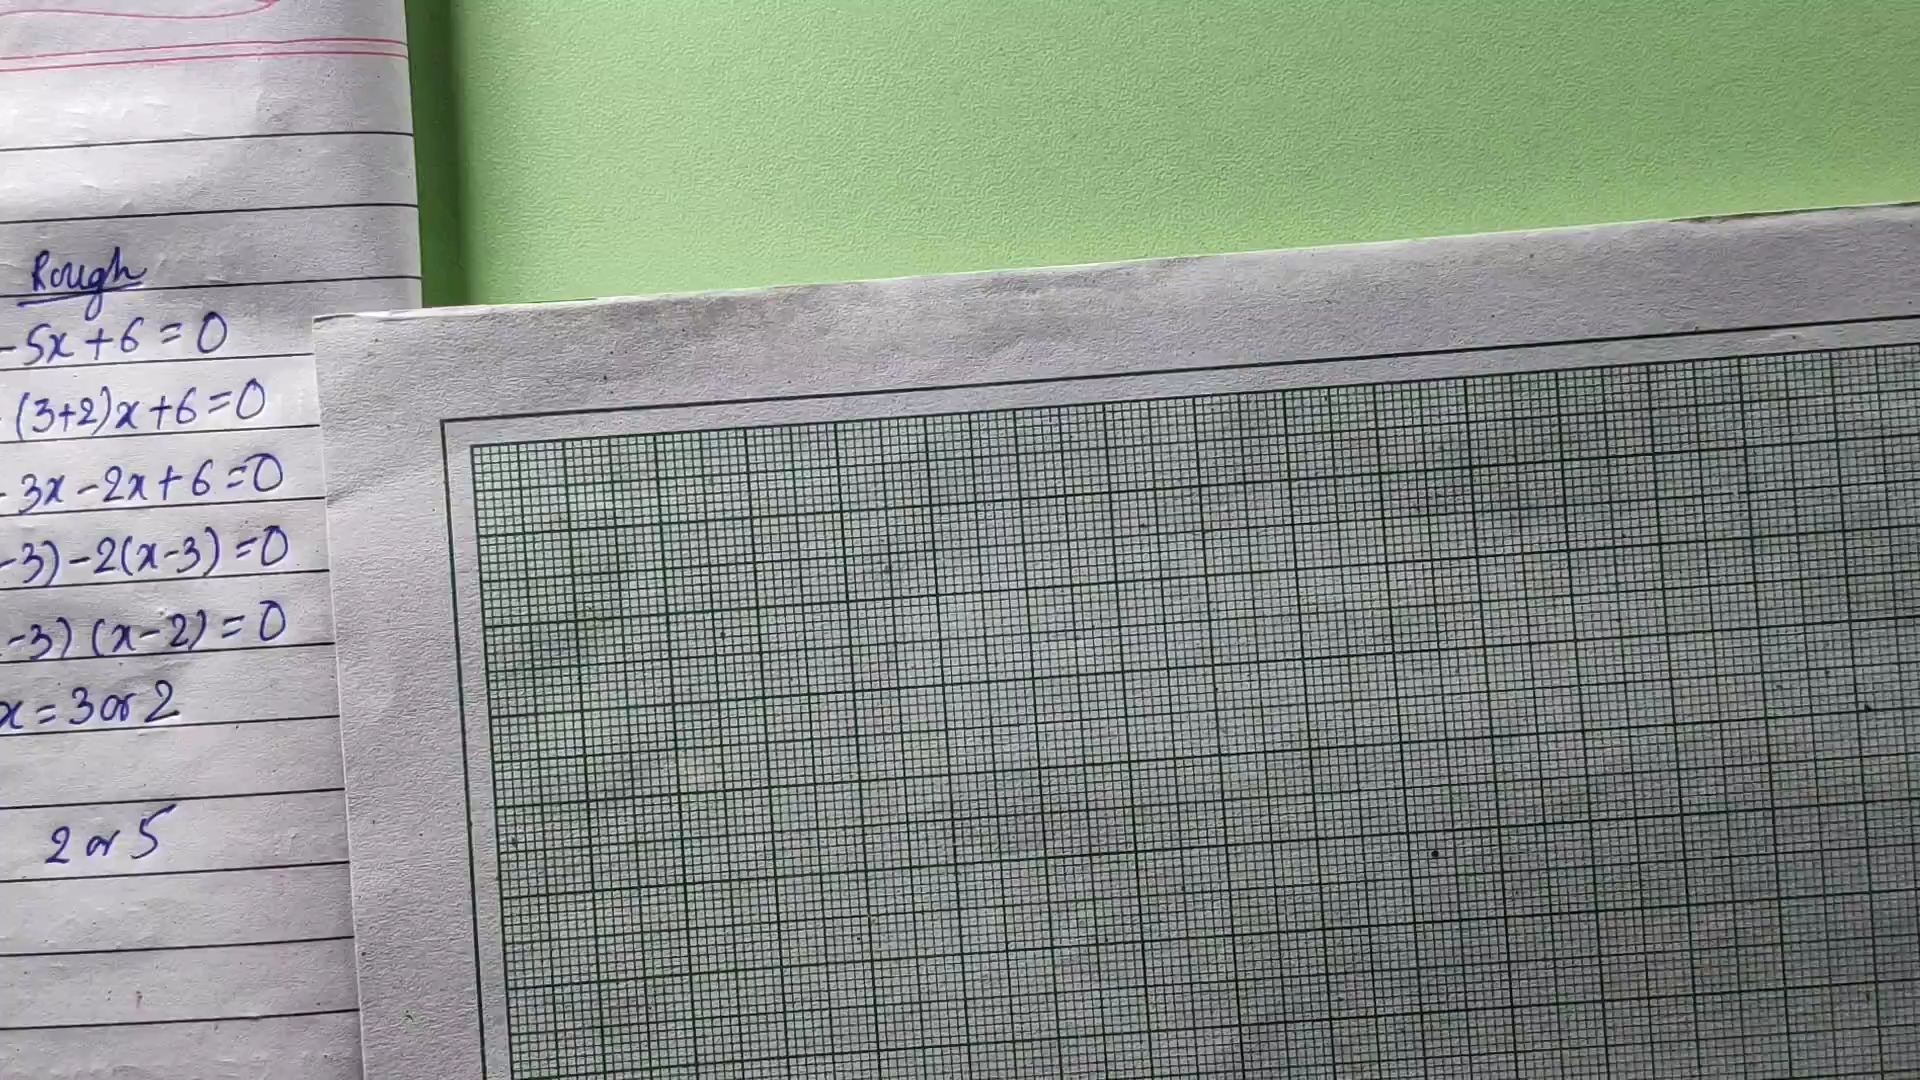 Rough
-5x+6=0
(3+2)x+6=0
-3x-2x+6=0
-3)-2(x-3)=0
-3)(x-2)=0
x=3 or 2
2 or 5